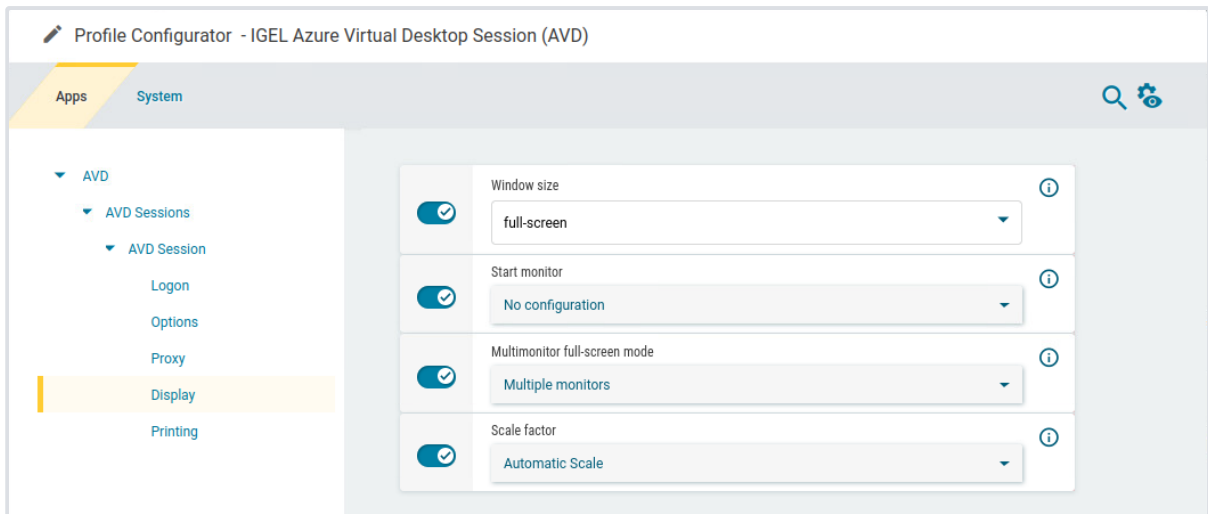 Profile Configurator - IGEL Azure Virtual Desktop Session (AVD)
Apps
System
AVD
AVD Sessions
AVD Session
Logon
Options
Proxy
Display
Printing
Window size
full-screen
Start monitor
No configuration
Multimonitor full-screen mode
Multiple monitors
Scale factor
Automatic Scale